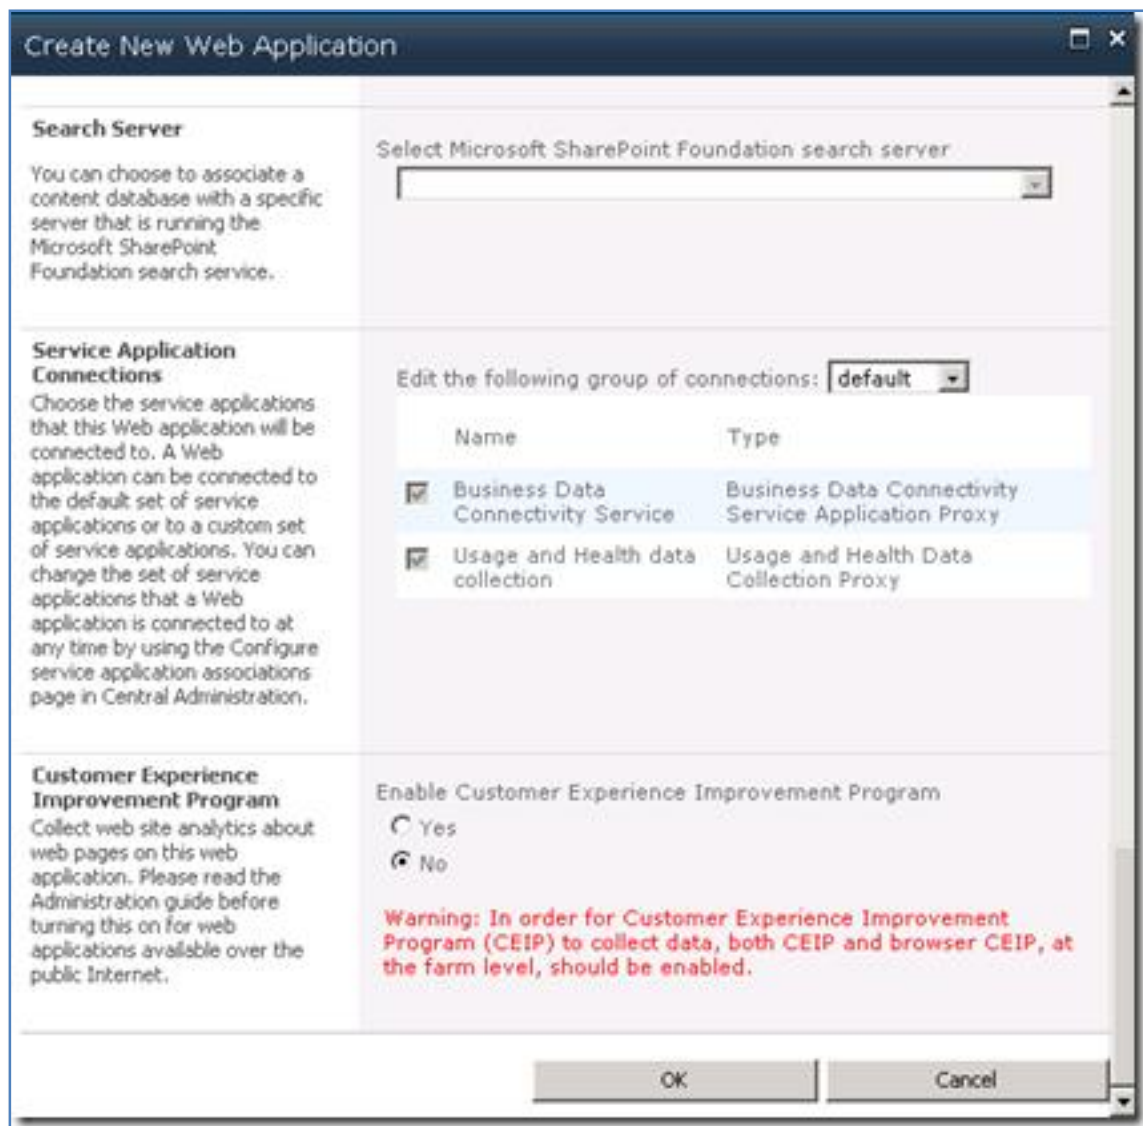 Create New Web Application
Search Server
You can choose to associate a
content database with a specific
server that is running the
Microsoft SharePoint
Foundation search service.
Select Microsoft SharePoint Foundation search server
Service Application
Connections
Choose the service applications
that this Web application will be
connected to. A Web
application can be connected to
the default set of service
applications or to a custom set
of service applications. You can
change the set of service
applications that a Web
application is connected to at
any time by using the Configure
service application associations
page in Central Administration.
Edit the following group of connections: default
Name Type
Business Data Business Data Connectivity
Connectivity Service Service Application Proxy
Usage and Health data Usage and Health Data
collection Collection Proxy
Customer Experience
Improvement Program
Collect web site analytics about
web pages on this web
application. Please read the
Administration guide before
turning this on for web
applications available over the
public Internet.
Enable Customer Experience Improvement Program
Yes
No
Warning: In order for Customer Experience Improvement
Program (CEIP) to collect data, both CEIP and browser CEIP, at
the farm level, should be enabled.
OK Cancel